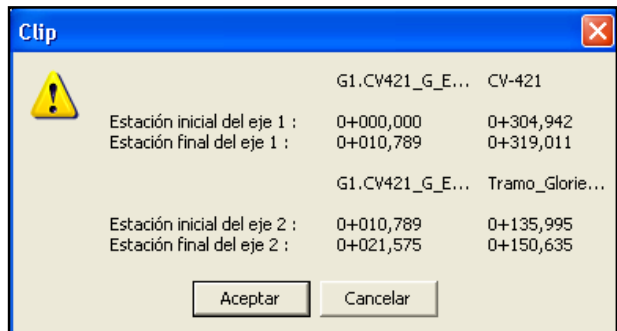 Clip
G1.CV421_G_E... CV-421
Estación inicial del eje 1 : 0+000,000 0+304,942
Estación final del eje 1 : 0+010,789 0+319,011
G1.CV421_G_E... Tramo_Glorie...
Estación inicial del eje 2 : 0+010,789 0+135,995
Estación final del eje 2 : 0+021,575 0+150,635
Aceptar Cancelar